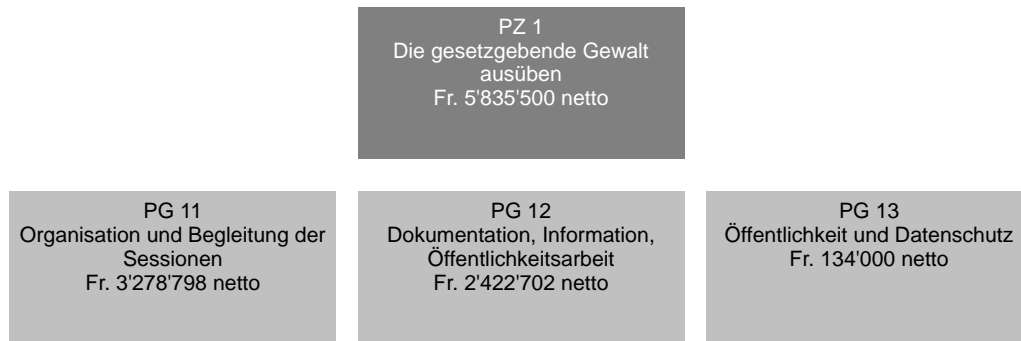 PZ 1
Die gesetzgebende Gewalt
ausüben
Fr. 5'835'500 netto
PG 11
Organisation und Begleitung der
Sessionen
Fr. 3'278'798 netto
PG 12
Dokumentation, Information,
Öffentlichkeitsarbeit
Fr. 2'422'702 netto
PG 13
Öffentlichkeit und Datenschutz
Fr. 134'000 netto